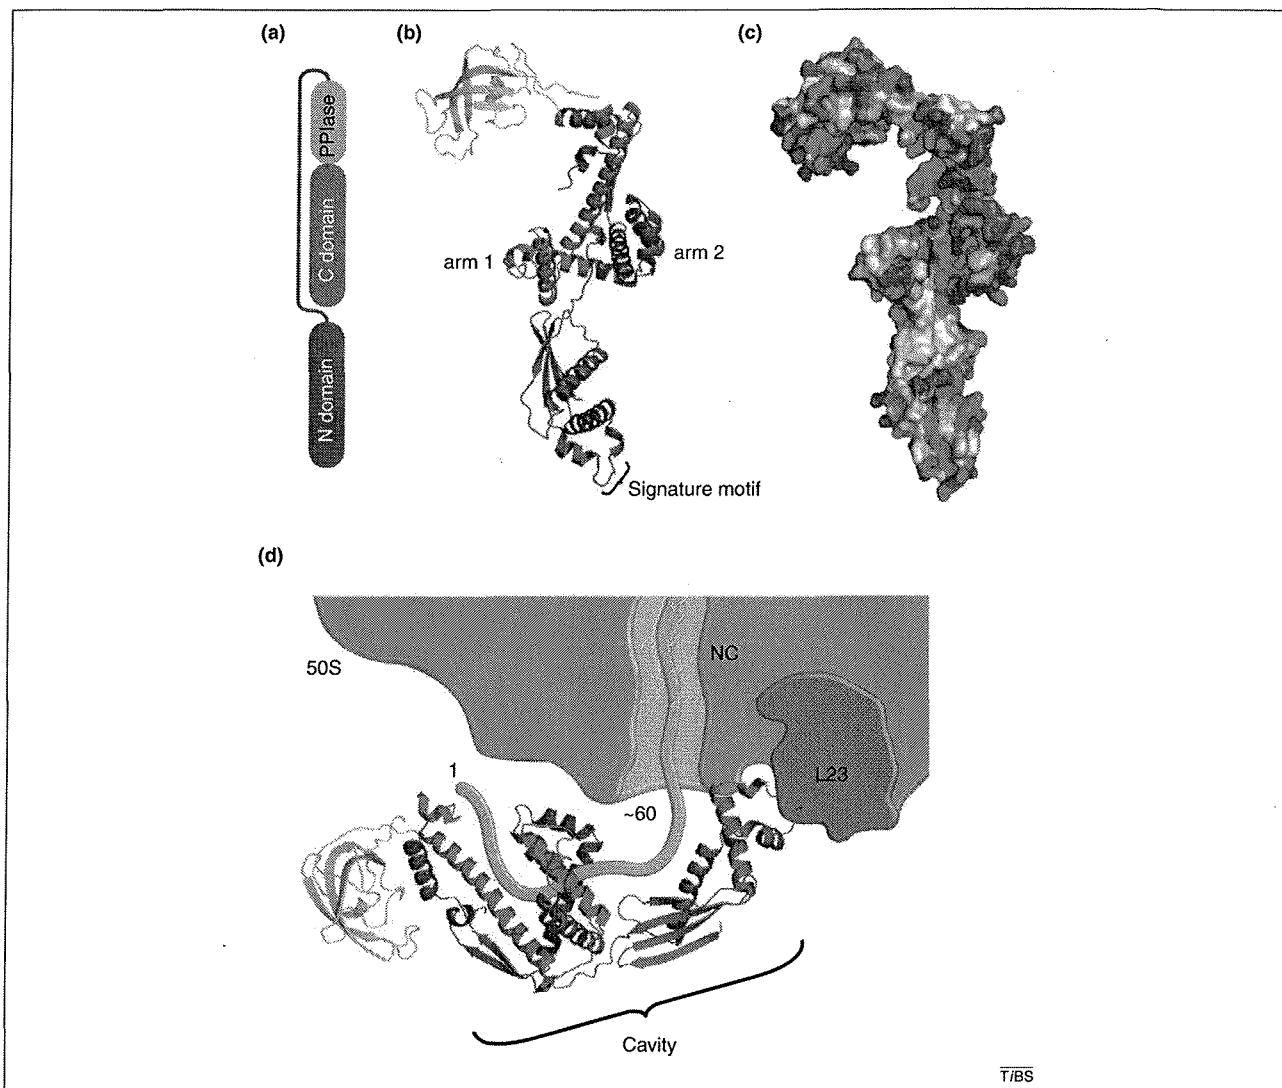 (a)
(b)
(c)
PPIase
C domain
N domain
arm 1
arm 2
Signature motif
(d)
50S
NC
L23
1
~60
Cavity
TiBS